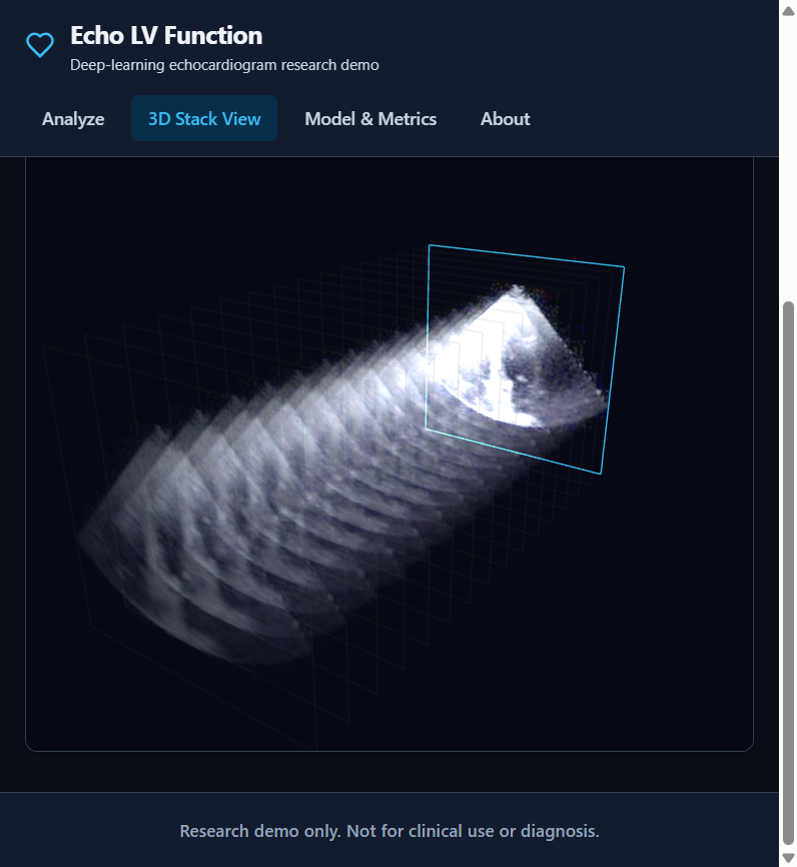 Echo LV Function
Deep-learning echocardiogram research demo
Analyze 3D Stack View Model & Metrics About
Research demo only. Not for clinical use or diagnosis.